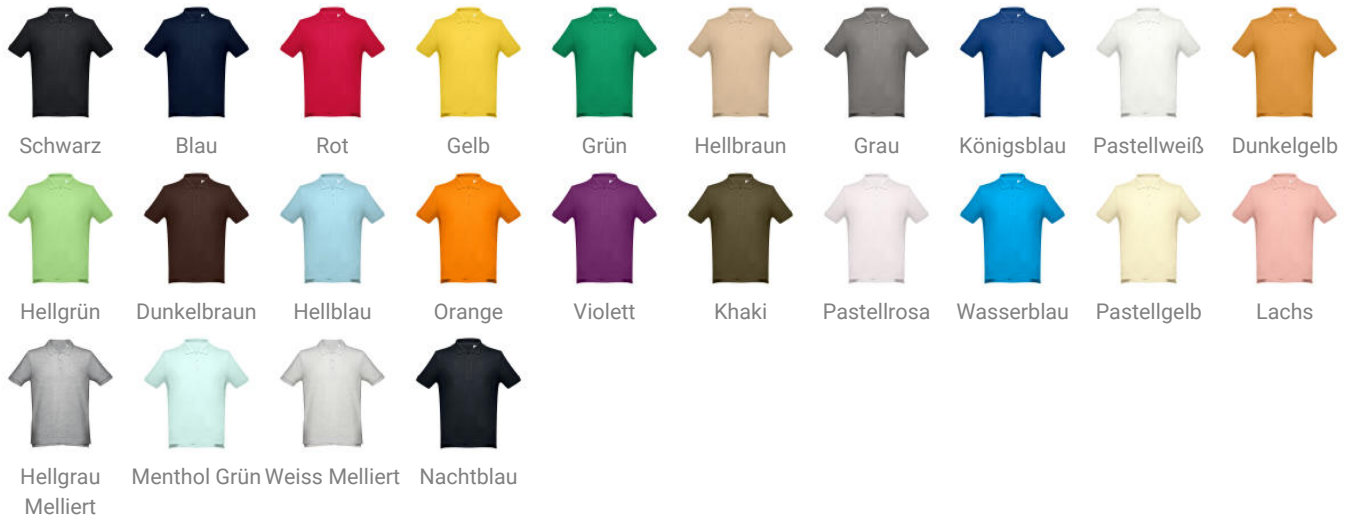 Schwarz Blau Rot Gelb Grün Hellbraun Grau Königsblau Pastellweiß Dunkelgelb
Hellgrün Dunkelbraun Hellblau Orange Violett Khaki Pastellrosa Wasserblau Pastellgelb Lachs
Hellgrau Menthol Grün Weiss Melliert Nachtblau
Melliert